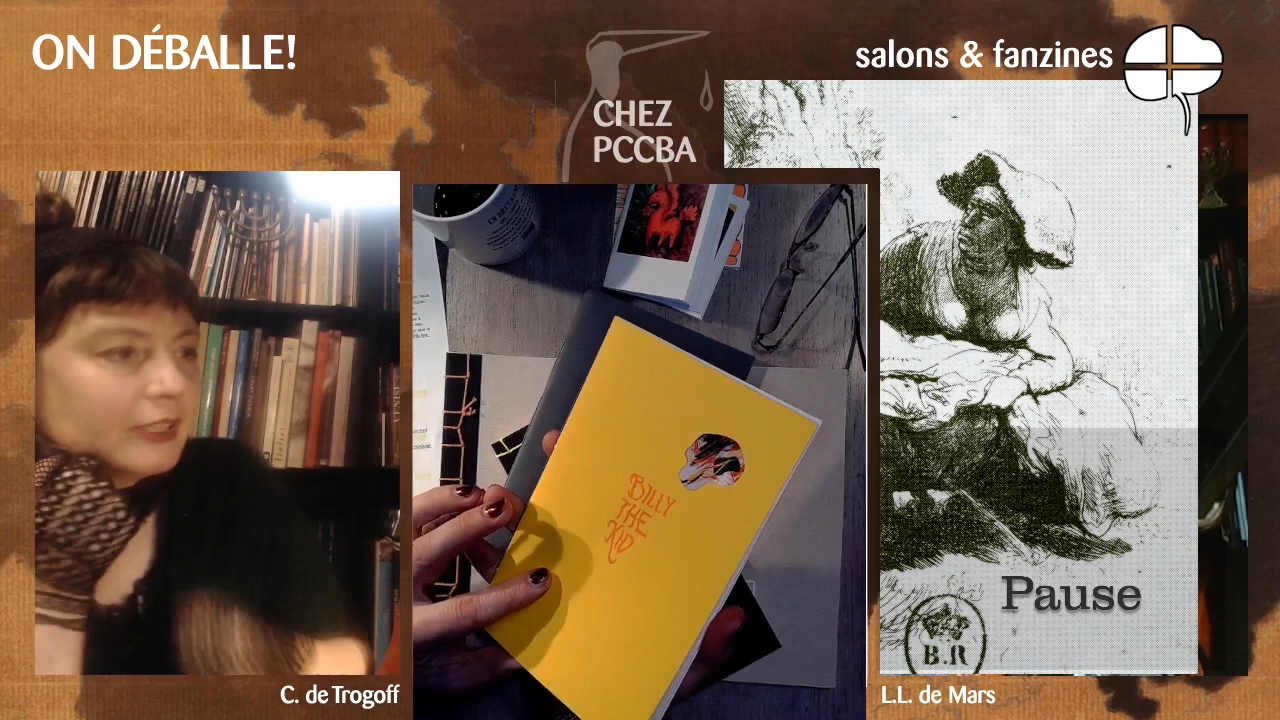 ON DÉBALLE!
salons & fanzines
CHEZ
PCCBA
BILLY
THE
KID
Pause
B.R
C. de Trogoff
L.L. de Mars